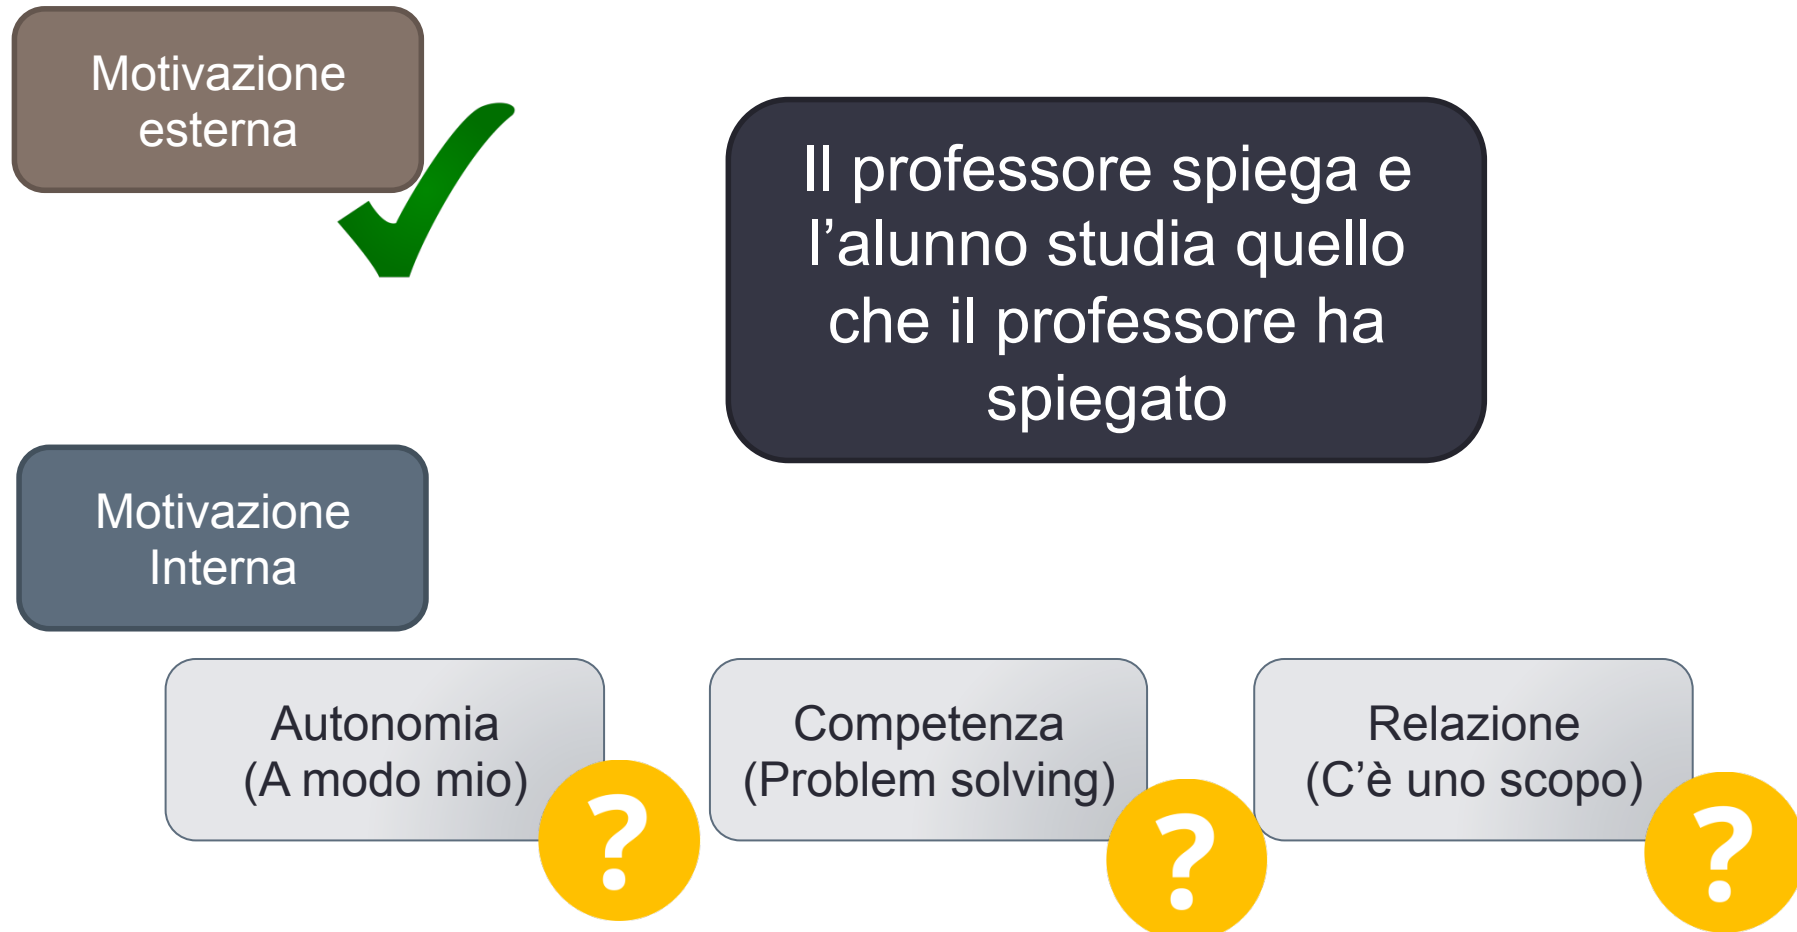 Motivazione
esterna
Il professore spiega e
l’alunno studia quello
che il professore ha
spiegato
Motivazione
Interna
Autonomia
(A modo mio)
?
Competenza
(Problem solving)
?
Relazione
(C’è uno scopo)
?